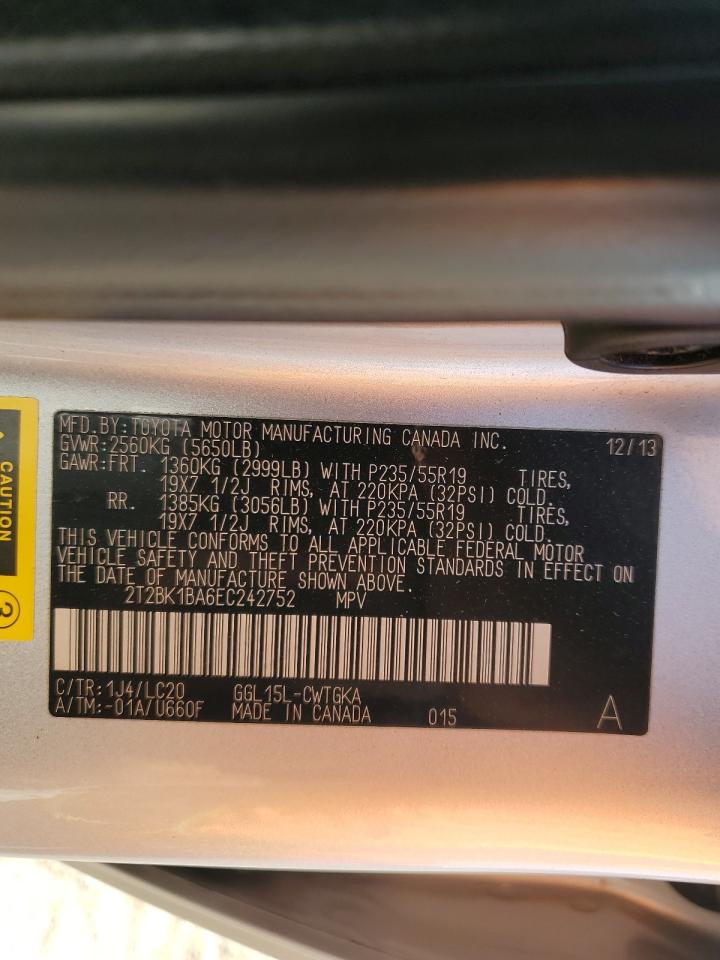 MFD.BY:TOYOTA MOTOR MANUFACTURING CANADA INC. 12/13
GVWR:2560KG (5650LB)
GAWR:FRT. 1360KG (2999LB) WITH P235/55R19 TIRES,
19X7 1/2J RIMS, AT 220KPA (32PSI) COLD.
RR. 1385KG (3056LB) WITH P235/55R19 TIRES,
19X7 1/2J RIMS, AT 220KPA (32PSI) COLD.
THIS VEHICLE CONFORMS TO ALL APPLICABLE FEDERAL MOTOR
VEHICLE SAFETY AND THEFT PREVENTION STANDARDS IN EFFECT ON
THE DATE OF MANUFACTURE SHOWN ABOVE.
2T2BK1BA6EC242752 MPV
C/TR:1J4/LC20 GGL15L-CWTGKA
A/TM:-01A/U660F MADE IN CANADA 015 A
CAUTION
3